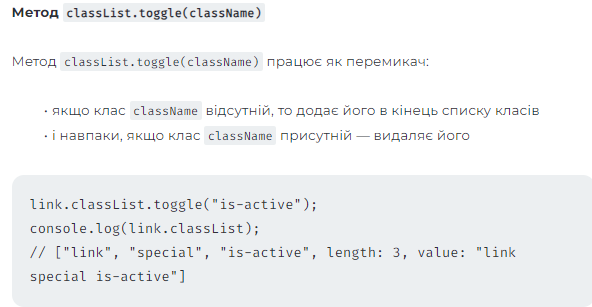 Метод classList.toggle(className)
Метод classList.toggle(className) працює як перемикач:
• якщо клас className відсутній, то додає його в кінець списку класів
• і навпаки, якщо клас className присутній — видаляє його
link.classList.toggle("is-active");
console.log(link.classList);
// ["link", "special", "is-active", length: 3, value: "link
special is-active"]